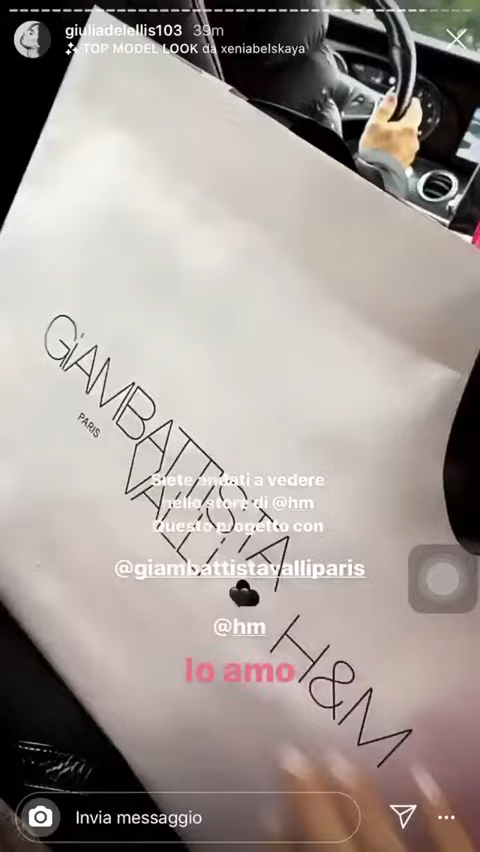 giuliadelellis103 39m
TOP MODEL LOOK da xeniabelskaya
GiAMBATTISTA
PARIS
VALLi
Siete andati a vedere
nello store di @hm
Questo progetto con
@giambattistavalliparis
@hm
Io amo
H&M
Invia messaggio